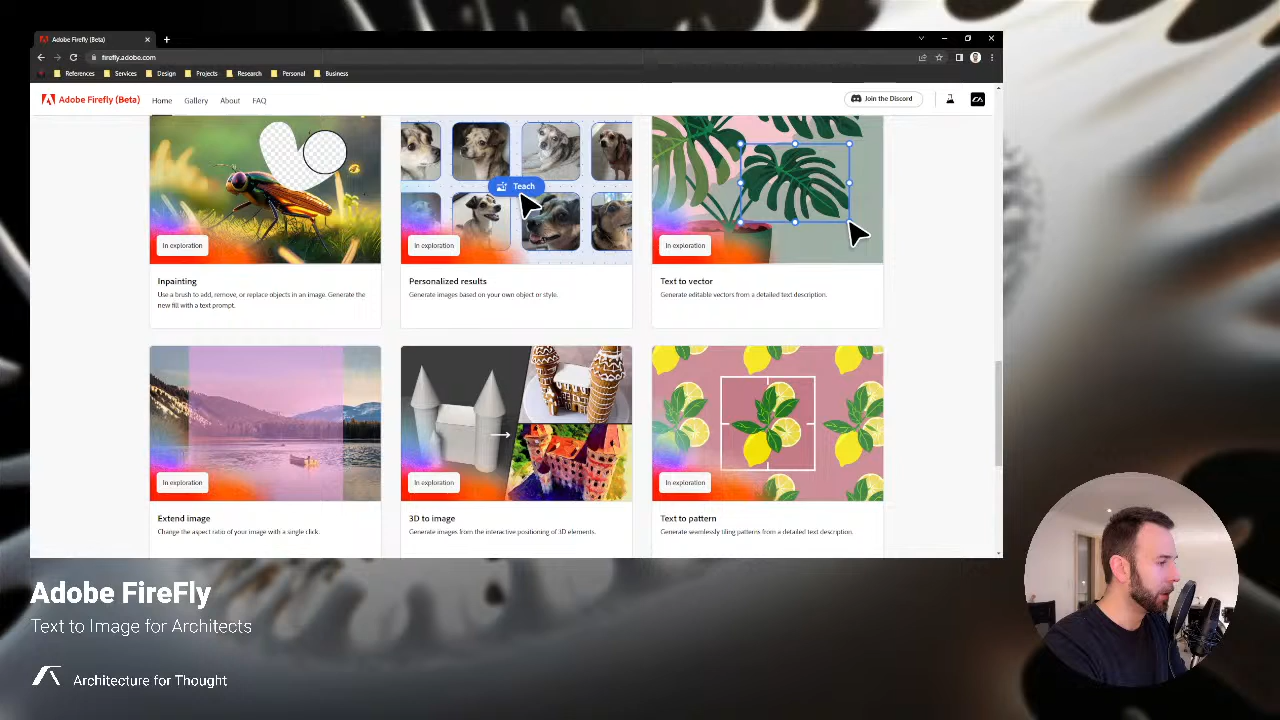 Adobe Firefly (Beta)
firefly.adobe.com
References Services Design Projects Research Personal Business
Adobe Firefly (Beta) Home Gallery About FAQ Join the Discord
Teach
In exploration In exploration In exploration
Inpainting
Use a brush to add, remove, or replace objects in an image. Generate the
new fill with a text prompt.
Personalized results
Generate images based on your own object or style.
Text to vector
Generate editable vectors from a detailed text description.
In exploration In exploration In exploration
Extend image
Change the aspect ratio of your image with a single click.
3D to image
Generate images from the interactive positioning of 3D elements.
Text to pattern
Generate seamlessly tiling patterns from a detailed text description.
Adobe FireFly
Text to Image for Architects
Architecture for Thought